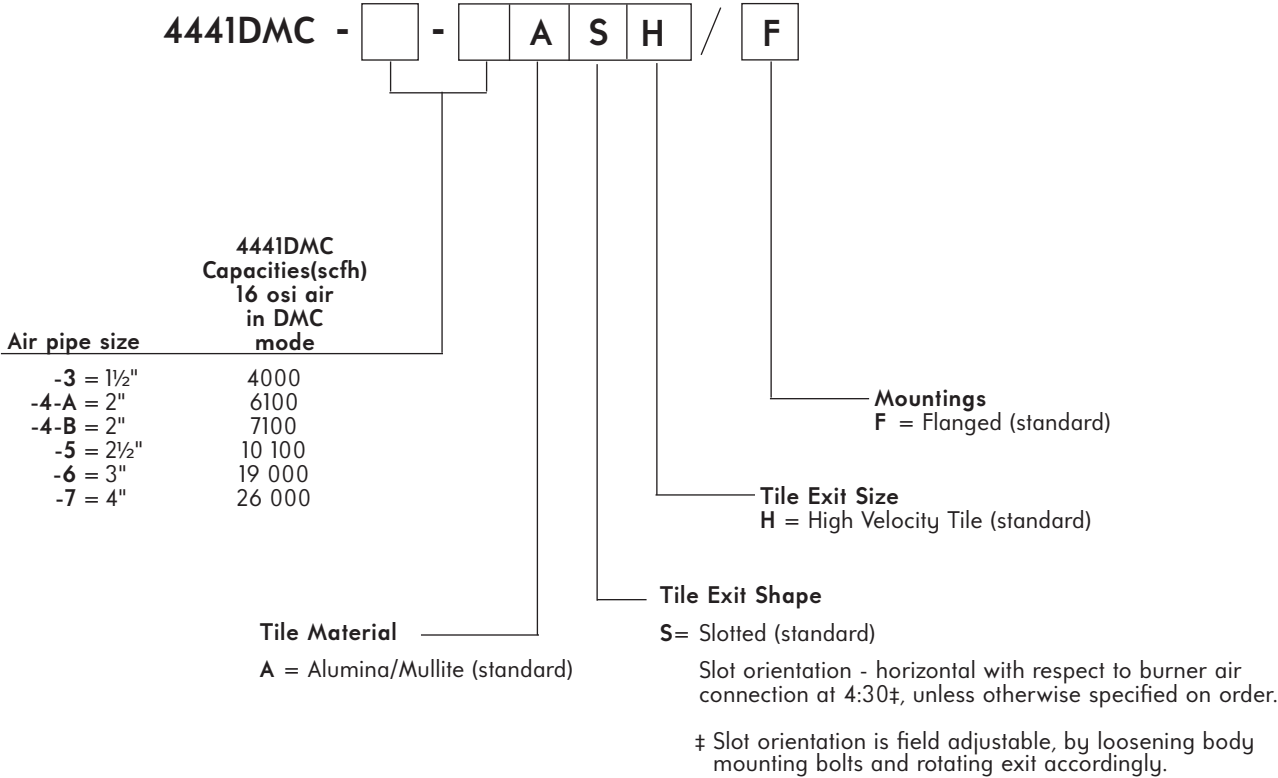 4441DMC - - A S H / F
4441DMC
Capacities(scfh)
16 osi air
in DMC
Air pipe size mode
-3 = 1½" 4000
-4-A = 2" 6100
-4-B = 2" 7100
-5 = 2½" 10 100
-6 = 3" 19 000
-7 = 4" 26 000
Mountings
F = Flanged (standard)
Tile Exit Size
H = High Velocity Tile (standard)
Tile Exit Shape
S= Slotted (standard)
Slot orientation - horizontal with respect to burner air
connection at 4:30‡, unless otherwise specified on order.
‡ Slot orientation is field adjustable, by loosening body
mounting bolts and rotating exit accordingly.
Tile Material
A = Alumina/Mullite (standard)